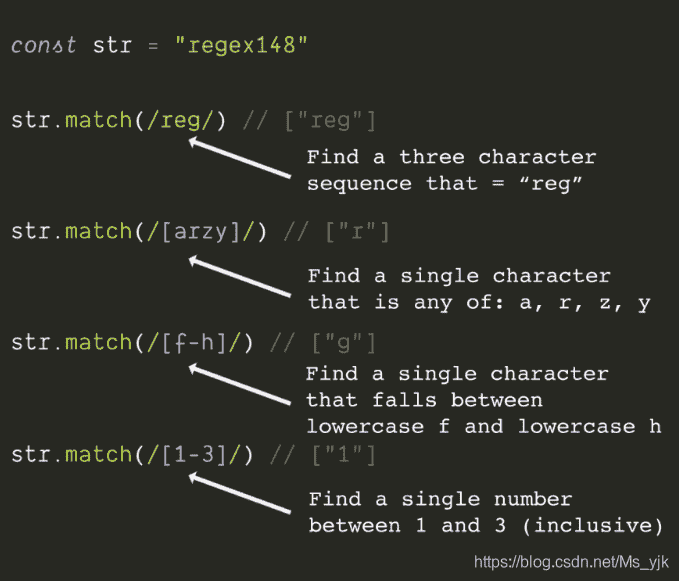 const str = "regex148"
str.match(/reg/) // ["reg"]
Find a three character
sequence that = “reg”
str.match(/[arzy]/) // ["r"]
Find a single character
that is any of: a, r, z, y
str.match(/[f-h]/) // ["g"]
Find a single character
that falls between
lowercase f and lowercase h
str.match(/[1-3]/) // ["1"]
Find a single number
between 1 and 3 (inclusive)
https://blog.csdn.net/Ms_yjk